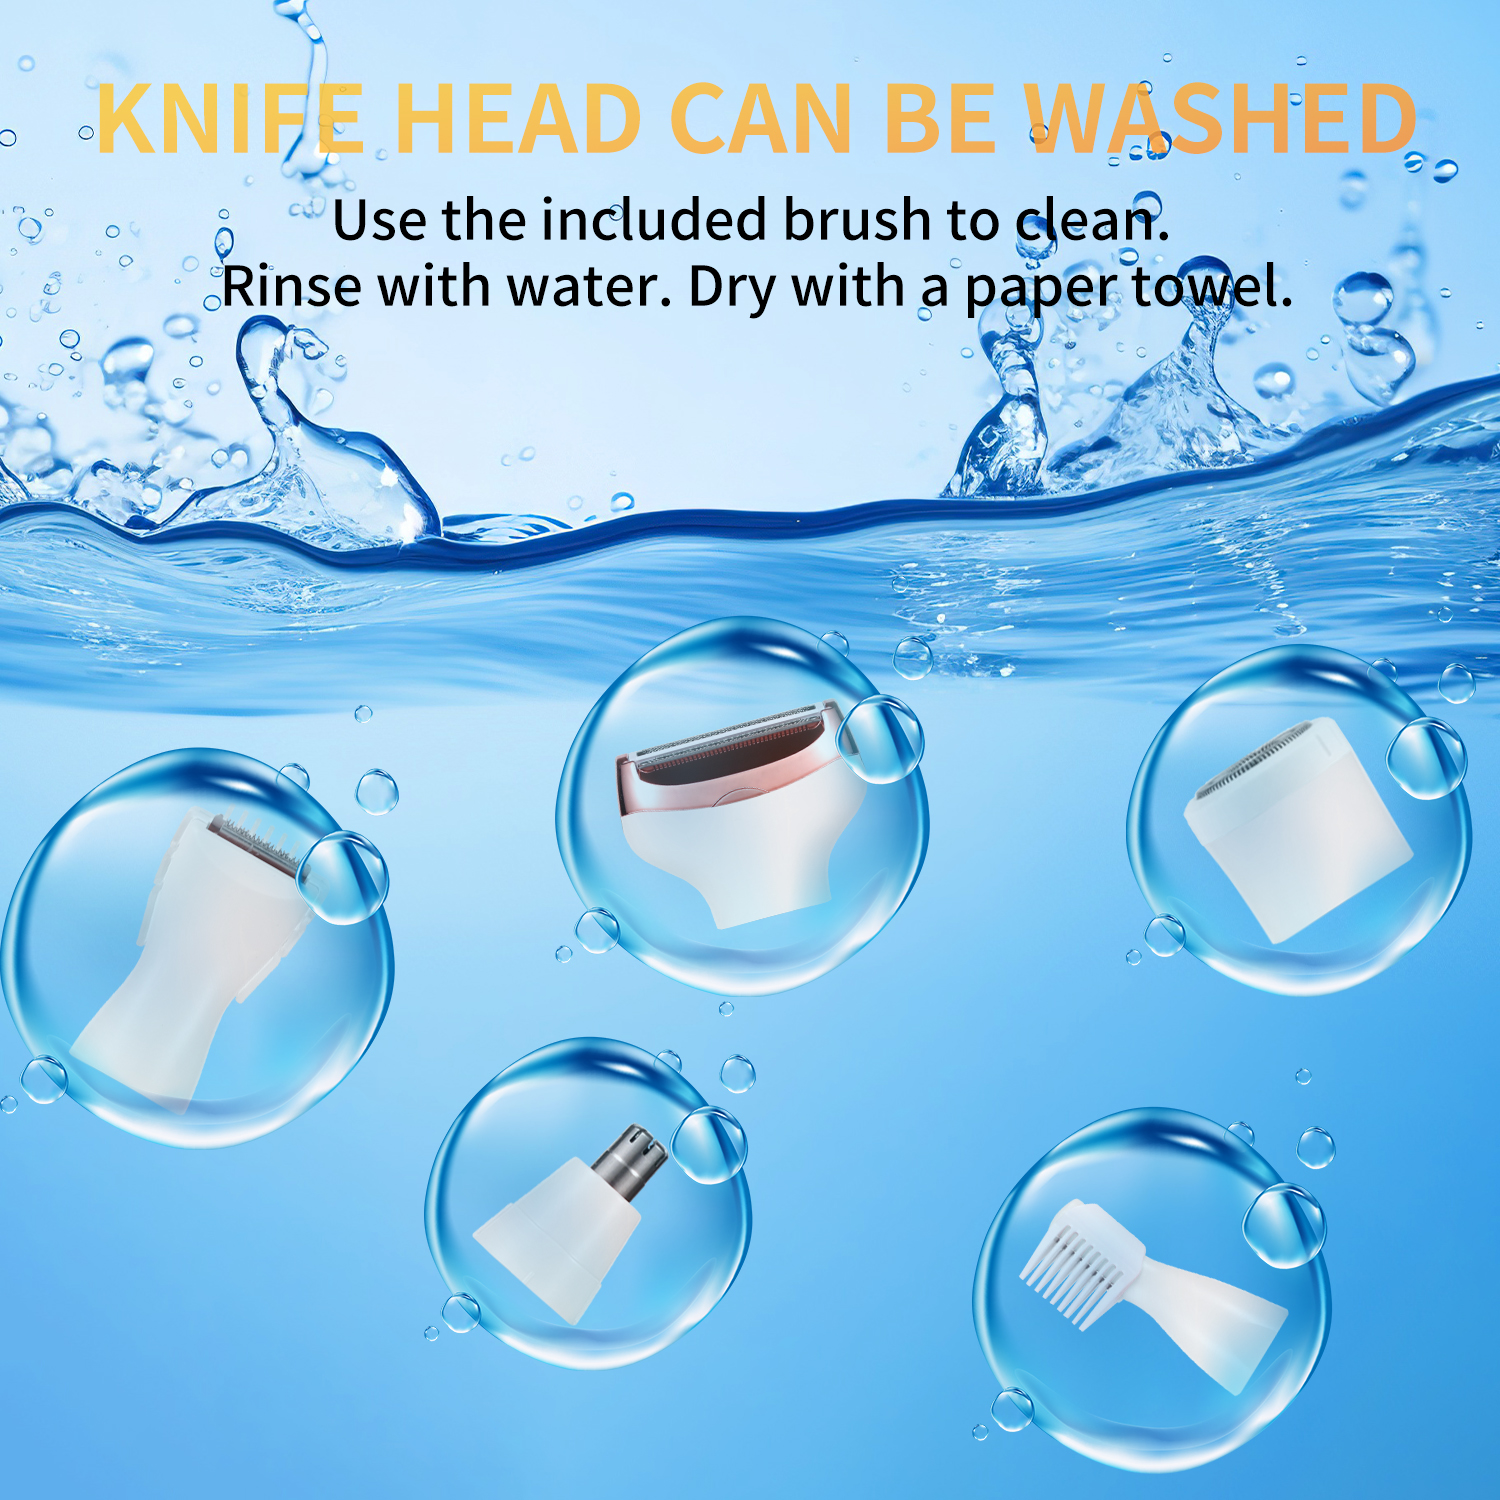 KNIFE HEAD CAN BE WASHED
Use the included brush to clean.
Rinse with water. Dry with a paper towel.